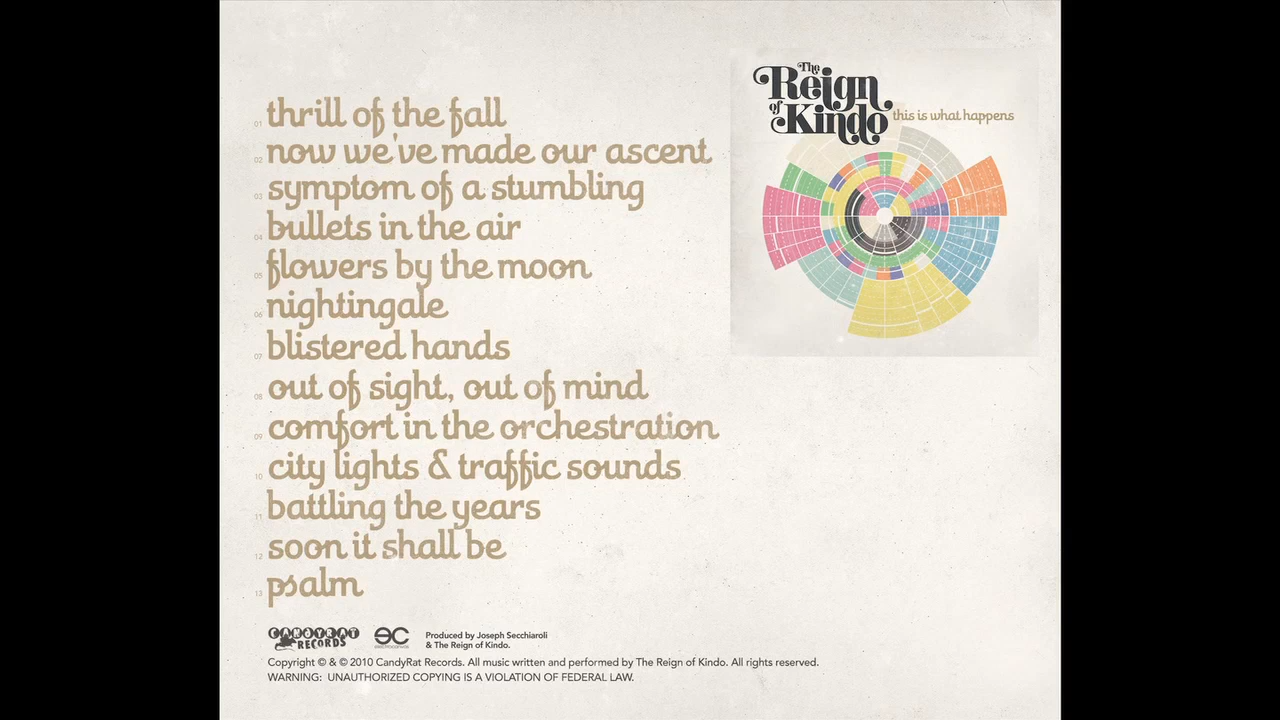 The
Reign
of
Kindo
this is what happens
01 thrill of the fall
02 now we've made our ascent
03 symptom of a stumbling
04 bullets in the air
05 flowers by the moon
06 nightingale
07 blistered hands
08 out of sight, out of mind
09 comfort in the orchestration
10 city lights & traffic sounds
11 battling the years
12 soon it shall be
13 psalm
CANDYRAT
RECORDS
Produced by Joseph Secchiaroli
& The Reign of Kindo.
Copyright © & © 2010 CandyRat Records. All music written and performed by The Reign of Kindo. All rights reserved.
WARNING: UNAUTHORIZED COPYING IS A VIOLATION OF FEDERAL LAW.